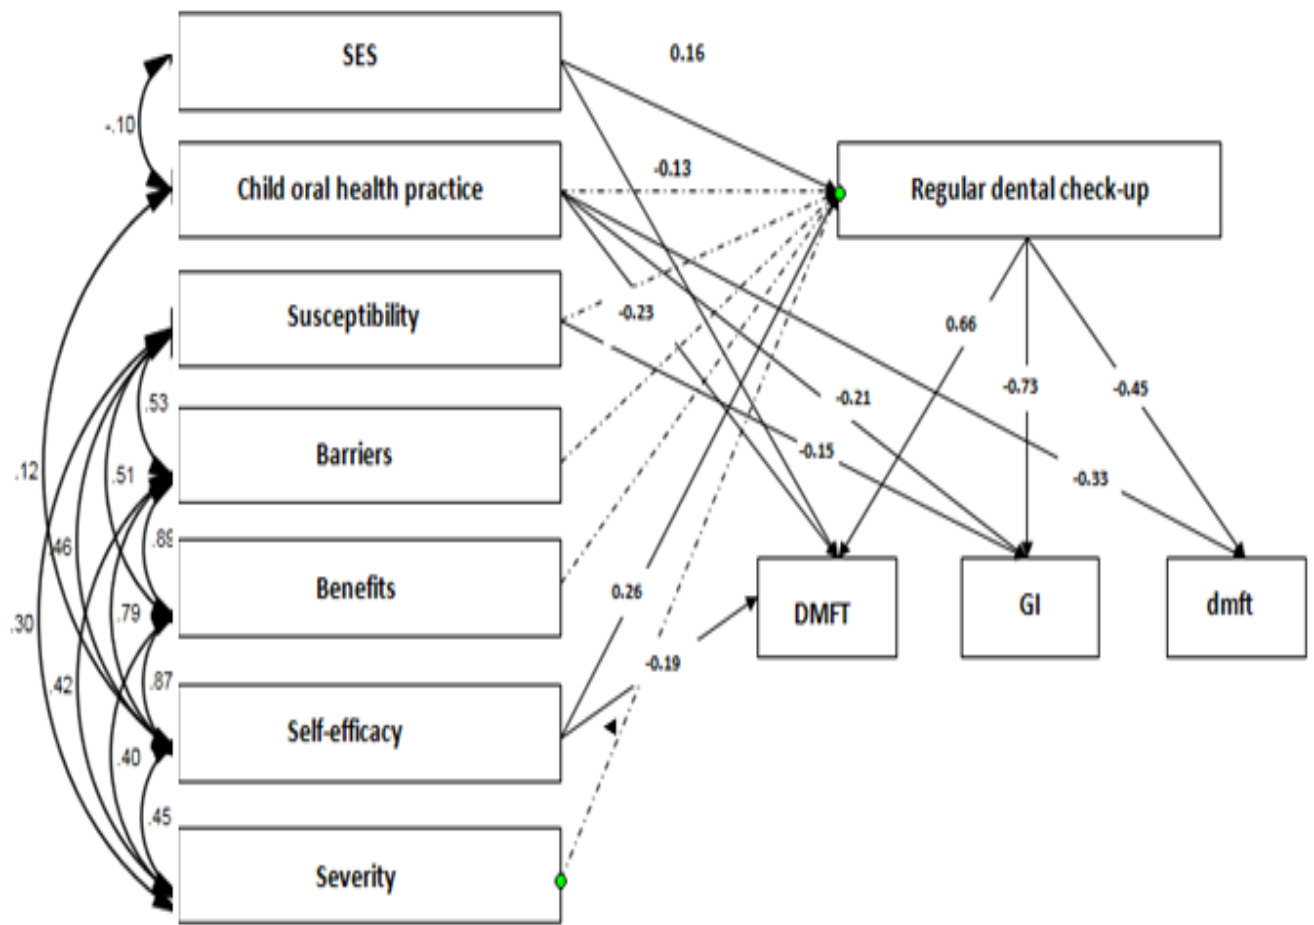 SES
0.16
-.10
Child oral health practice
-0.13
Regular dental check-up
Susceptibility
-0.23
0.66
-0.73
-0.45
.53
-0.21
Barriers
-0.15
.12
.51
-0.33
.89
.46
Benefits
0.26
DMFT
GI
dmft
.79
.30
-0.19
.42
.87
Self-efficacy
.40
.45
Severity